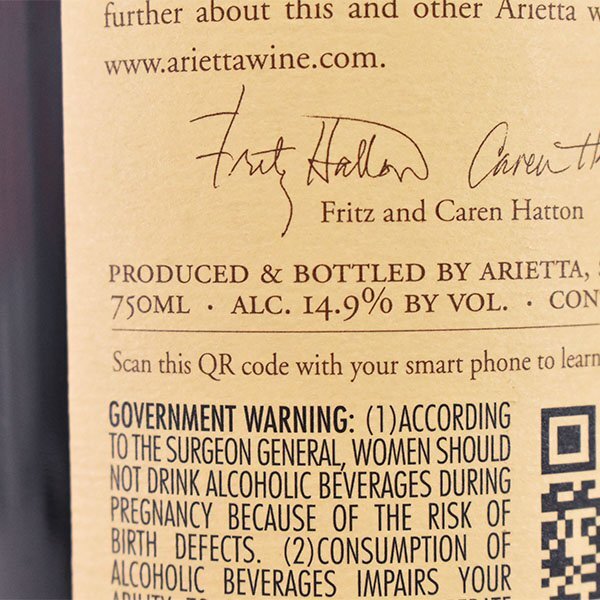 further about this and other Arietta
www.ariettawine.com.
Fritz Hatton Caren
Fritz and Caren Hatton
PRODUCED & BOTTLED BY ARIETTA,
750ML · ALC. 14.9% BY VOL. · CON
Scan this QR code with your smart phone to learn
GOVERNMENT WARNING: (1)ACCORDING
TO THE SURGEON GENERAL, WOMEN SHOULD
NOT DRINK ALCOHOLIC BEVERAGES DURING
PREGNANCY BECAUSE OF THE RISK OF
BIRTH DEFECTS. (2)CONSUMPTION OF
ALCOHOLIC BEVERAGES IMPAIRS YOUR